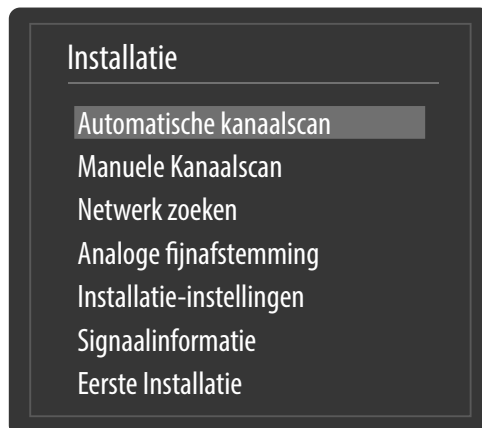 Installatie
Automatische kanaalscan
Manuele Kanaalscan
Netwerk zoeken
Analoge fijnafstemming
Installatie-instellingen
Signaalinformatie
Eerste Installatie